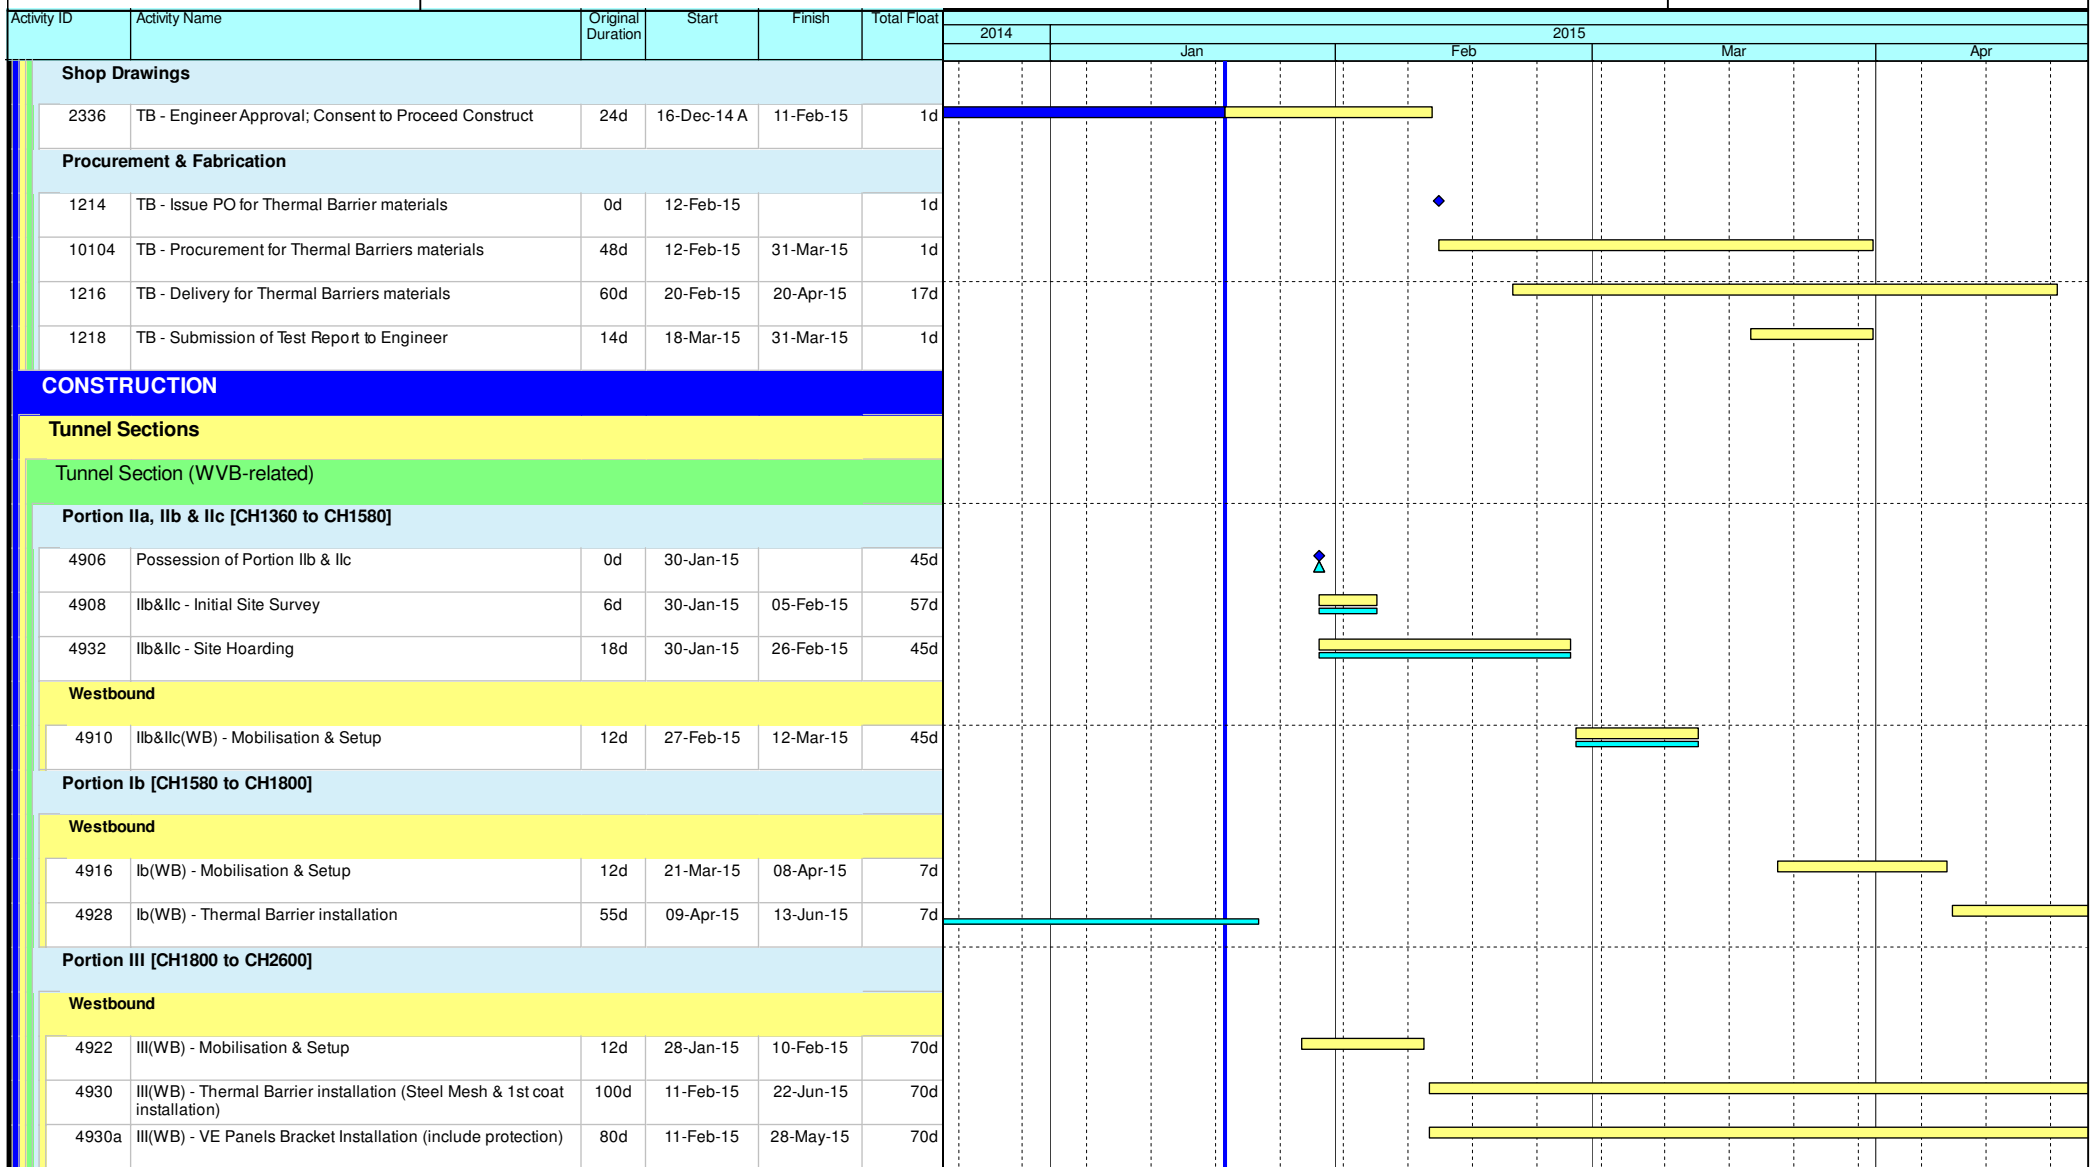 Activity ID Activity Name Original Duration Start Finish Total Float 2014 2015
Jan Feb Mar Apr
Shop Drawings
2336 TB - Engineer Approval; Consent to Proceed Construct 24d 16-Dec-14 A 11-Feb-15 1d
Procurement & Fabrication
1214 TB - Issue PO for Thermal Barrier materials 0d 12-Feb-15 1d
10104 TB - Procurement for Thermal Barriers materials 48d 12-Feb-15 31-Mar-15 1d
1216 TB - Delivery for Thermal Barriers materials 60d 20-Feb-15 20-Apr-15 17d
1218 TB - Submission of Test Report to Engineer 14d 18-Mar-15 31-Mar-15 1d
CONSTRUCTION
Tunnel Sections
Tunnel Section (WVB-related)
Portion IIa, IIb & IIc [CH1360 to CH1580]
4906 Possession of Portion IIb & IIc 0d 30-Jan-15 45d
4908 IIb&IIc - Initial Site Survey 6d 30-Jan-15 05-Feb-15 57d
4932 IIb&IIc - Site Hoarding 18d 30-Jan-15 26-Feb-15 45d
Westbound
4910 IIb&IIc(WB) - Mobilisation & Setup 12d 27-Feb-15 12-Mar-15 45d
Portion Ib [CH1580 to CH1800]
Westbound
4916 Ib(WB) - Mobilisation & Setup 12d 21-Mar-15 08-Apr-15 7d
4928 Ib(WB) - Thermal Barrier installation 55d 09-Apr-15 13-Jun-15 7d
Portion III [CH1800 to CH2600]
Westbound
4922 III(WB) - Mobilisation & Setup 12d 28-Jan-15 10-Feb-15 70d
4930 III(WB) - Thermal Barrier installation (Steel Mesh & 1st coat 100d 11-Feb-15 22-Jun-15 70d
installation)
4930a III(WB) - VE Panels Bracket Installation (include protection) 80d 11-Feb-15 28-May-15 70d